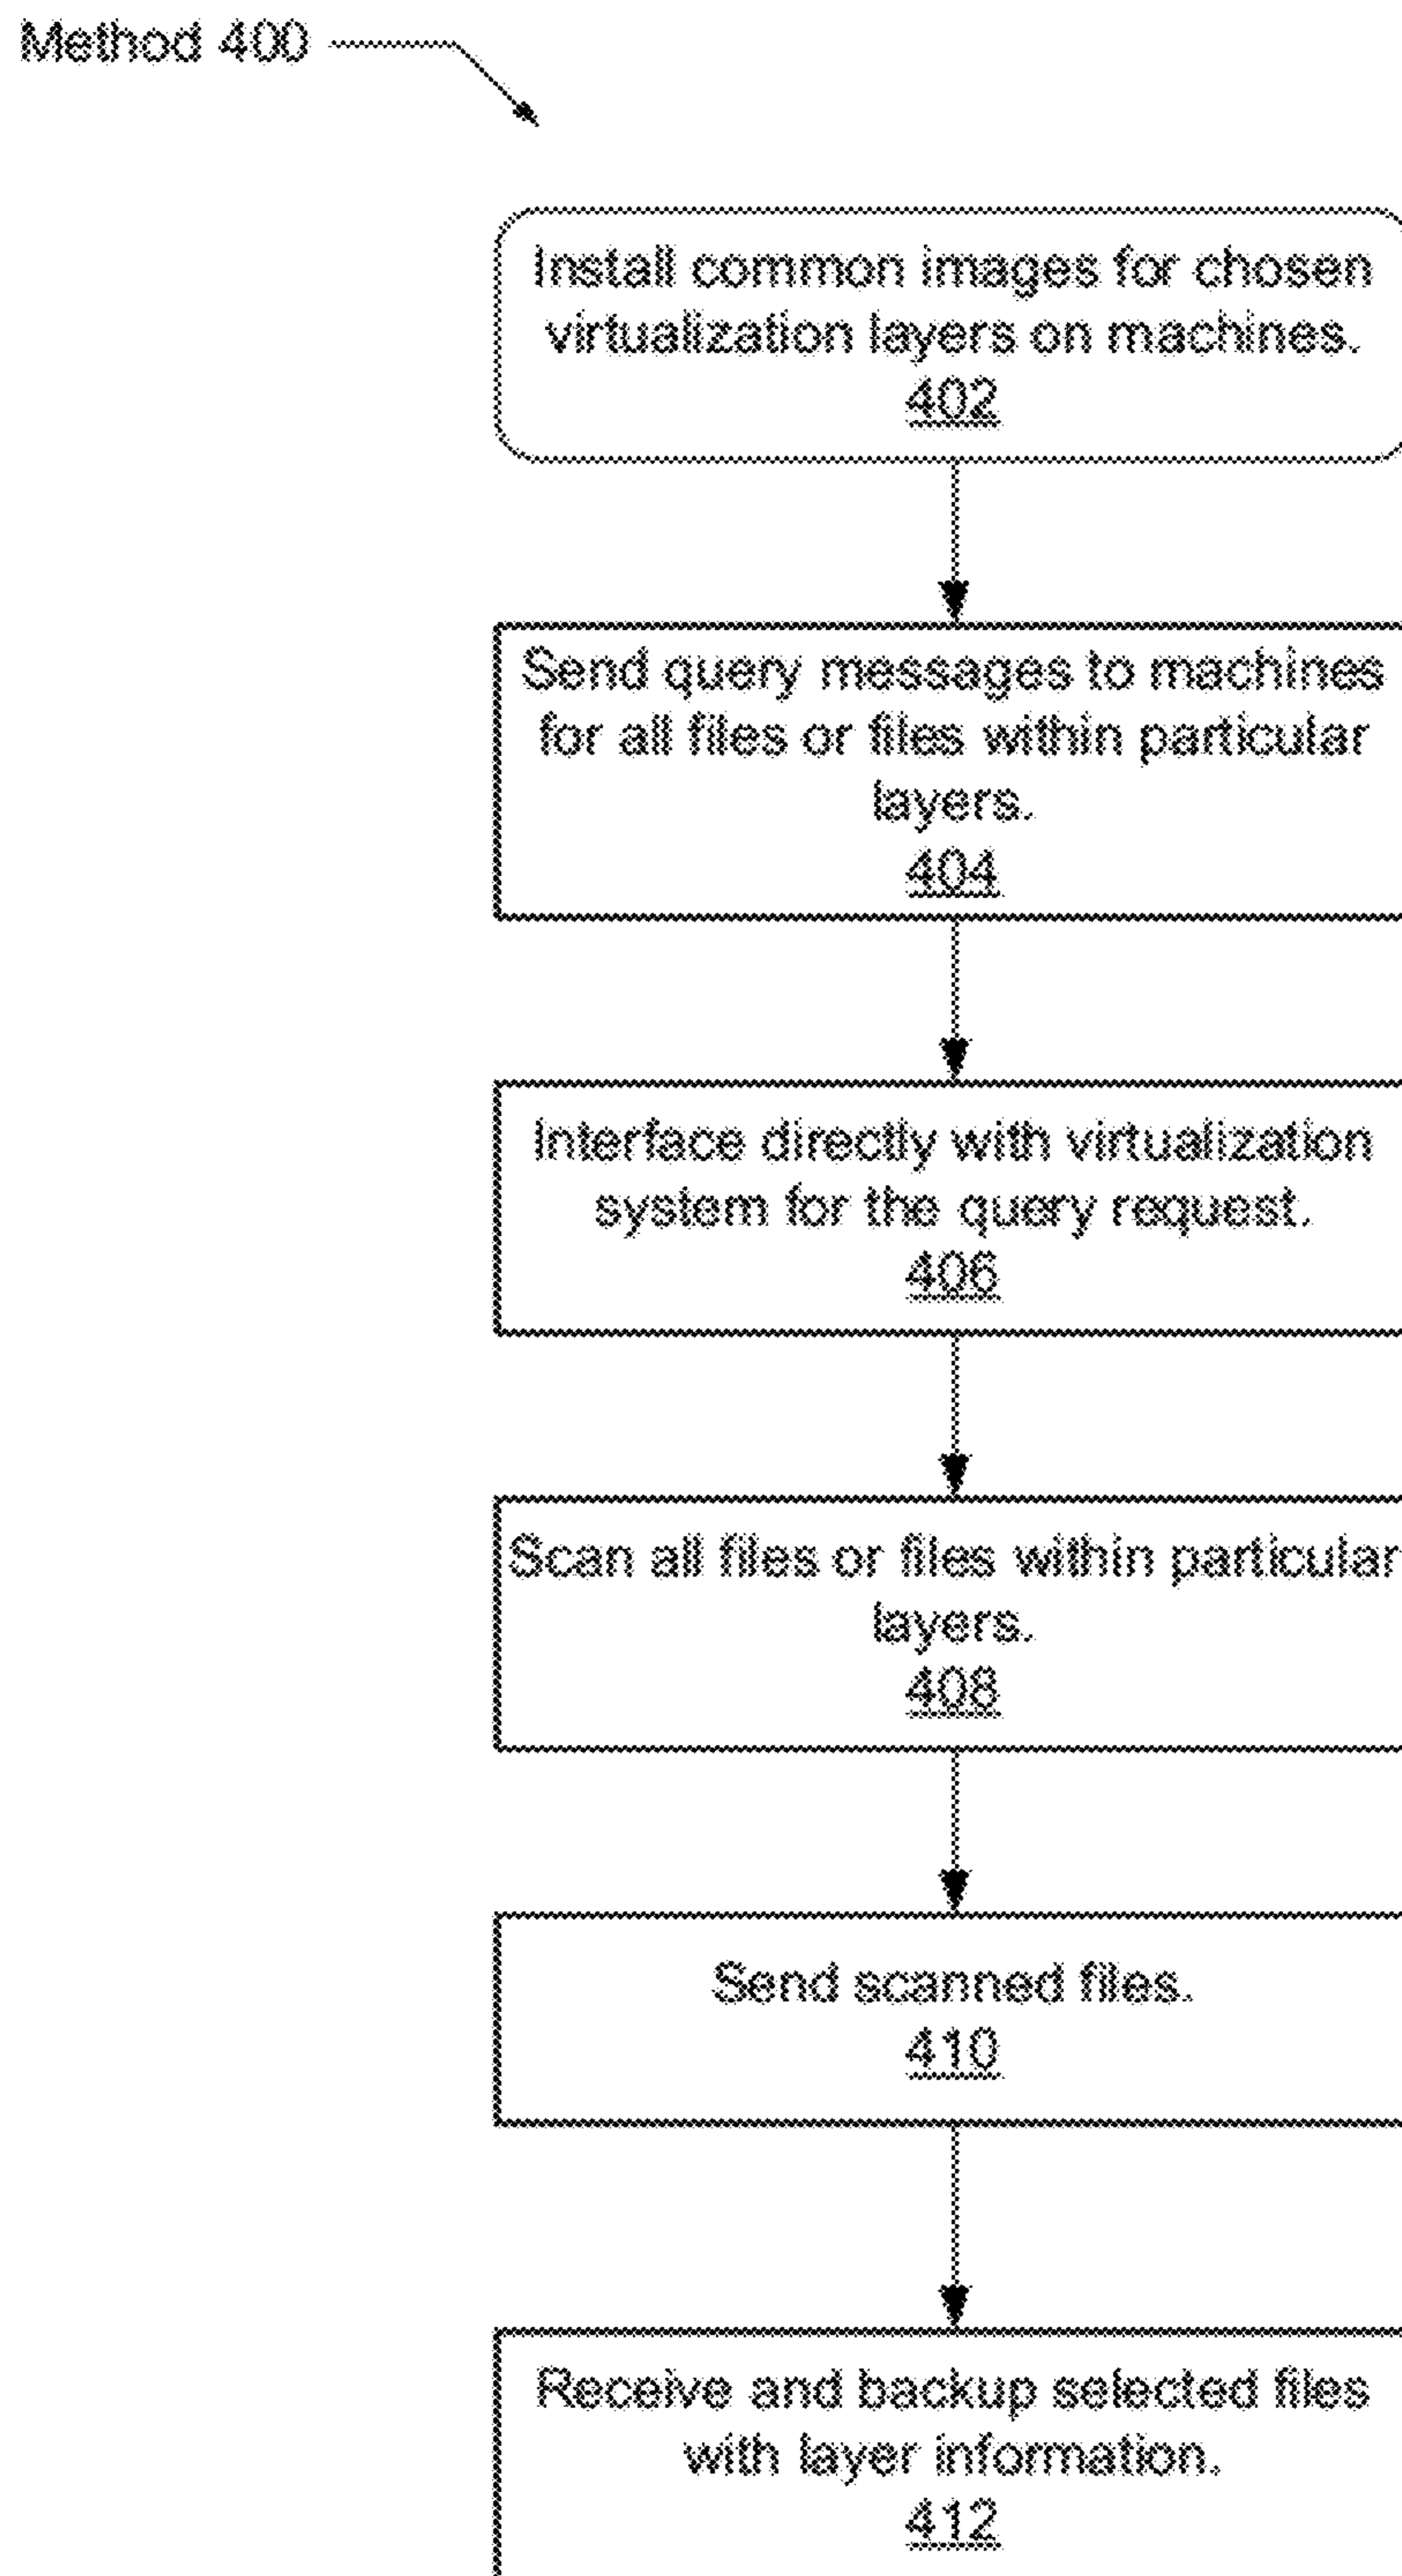 Method 400
Install common images for chosen
virtualization layers on machines.
402
Send query messages to machines
for all files or files within particular
layers.
404
Interface directly with virtualization
system for the query request.
406
Scan all files or files within particular
layers.
408
Send scanned files.
410
Receive and backup selected files
with layer information.
412